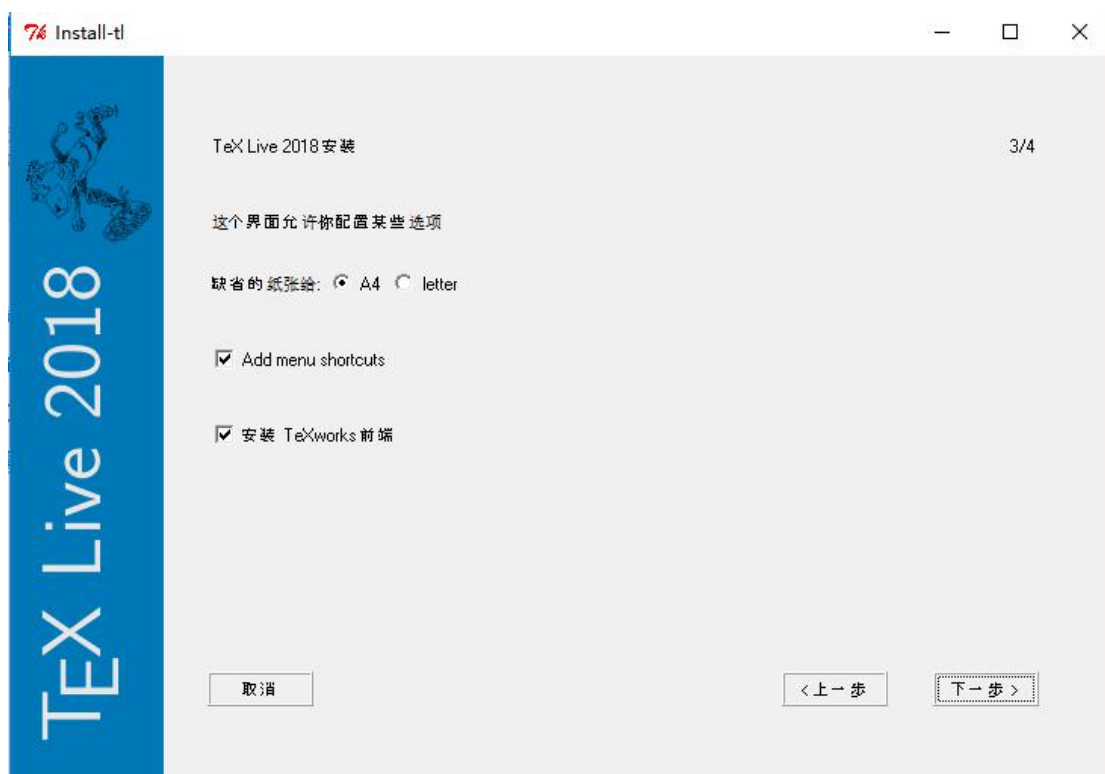 Install-tl
TeX Live 2018安装 3/4
这个界面允许你配置某些选项
缺省的纸张给: A4 letter
Add menu shortcuts
安装 TeXworks前端
取消 <上一步 下一步>
TEX Live 2018